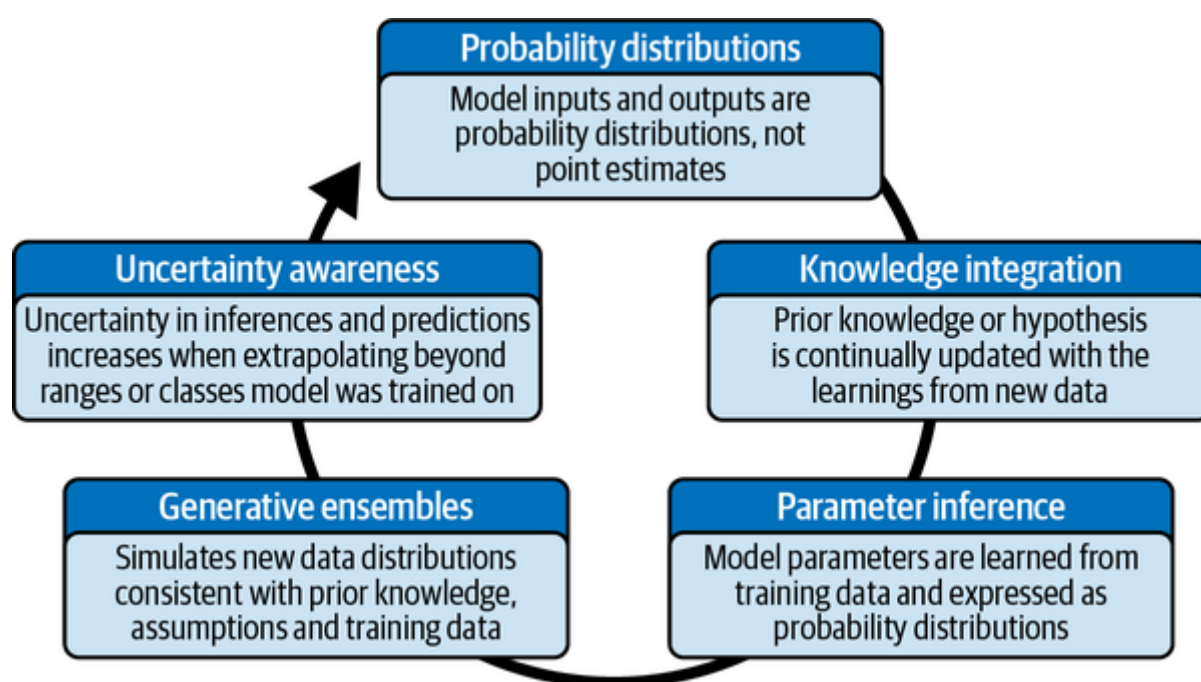 Probability distributions
Model inputs and outputs are
probability distributions, not
point estimates
Knowledge integration
Prior knowledge or hypothesis
is continually updated with the
learnings from new data
Parameter inference
Model parameters are learned from
training data and expressed as
probability distributions
Generative ensembles
Simulates new data distributions
consistent with prior knowledge,
assumptions and training data
Uncertainty awareness
Uncertainty in inferences and predictions
increases when extrapolating beyond
ranges or classes model was trained on